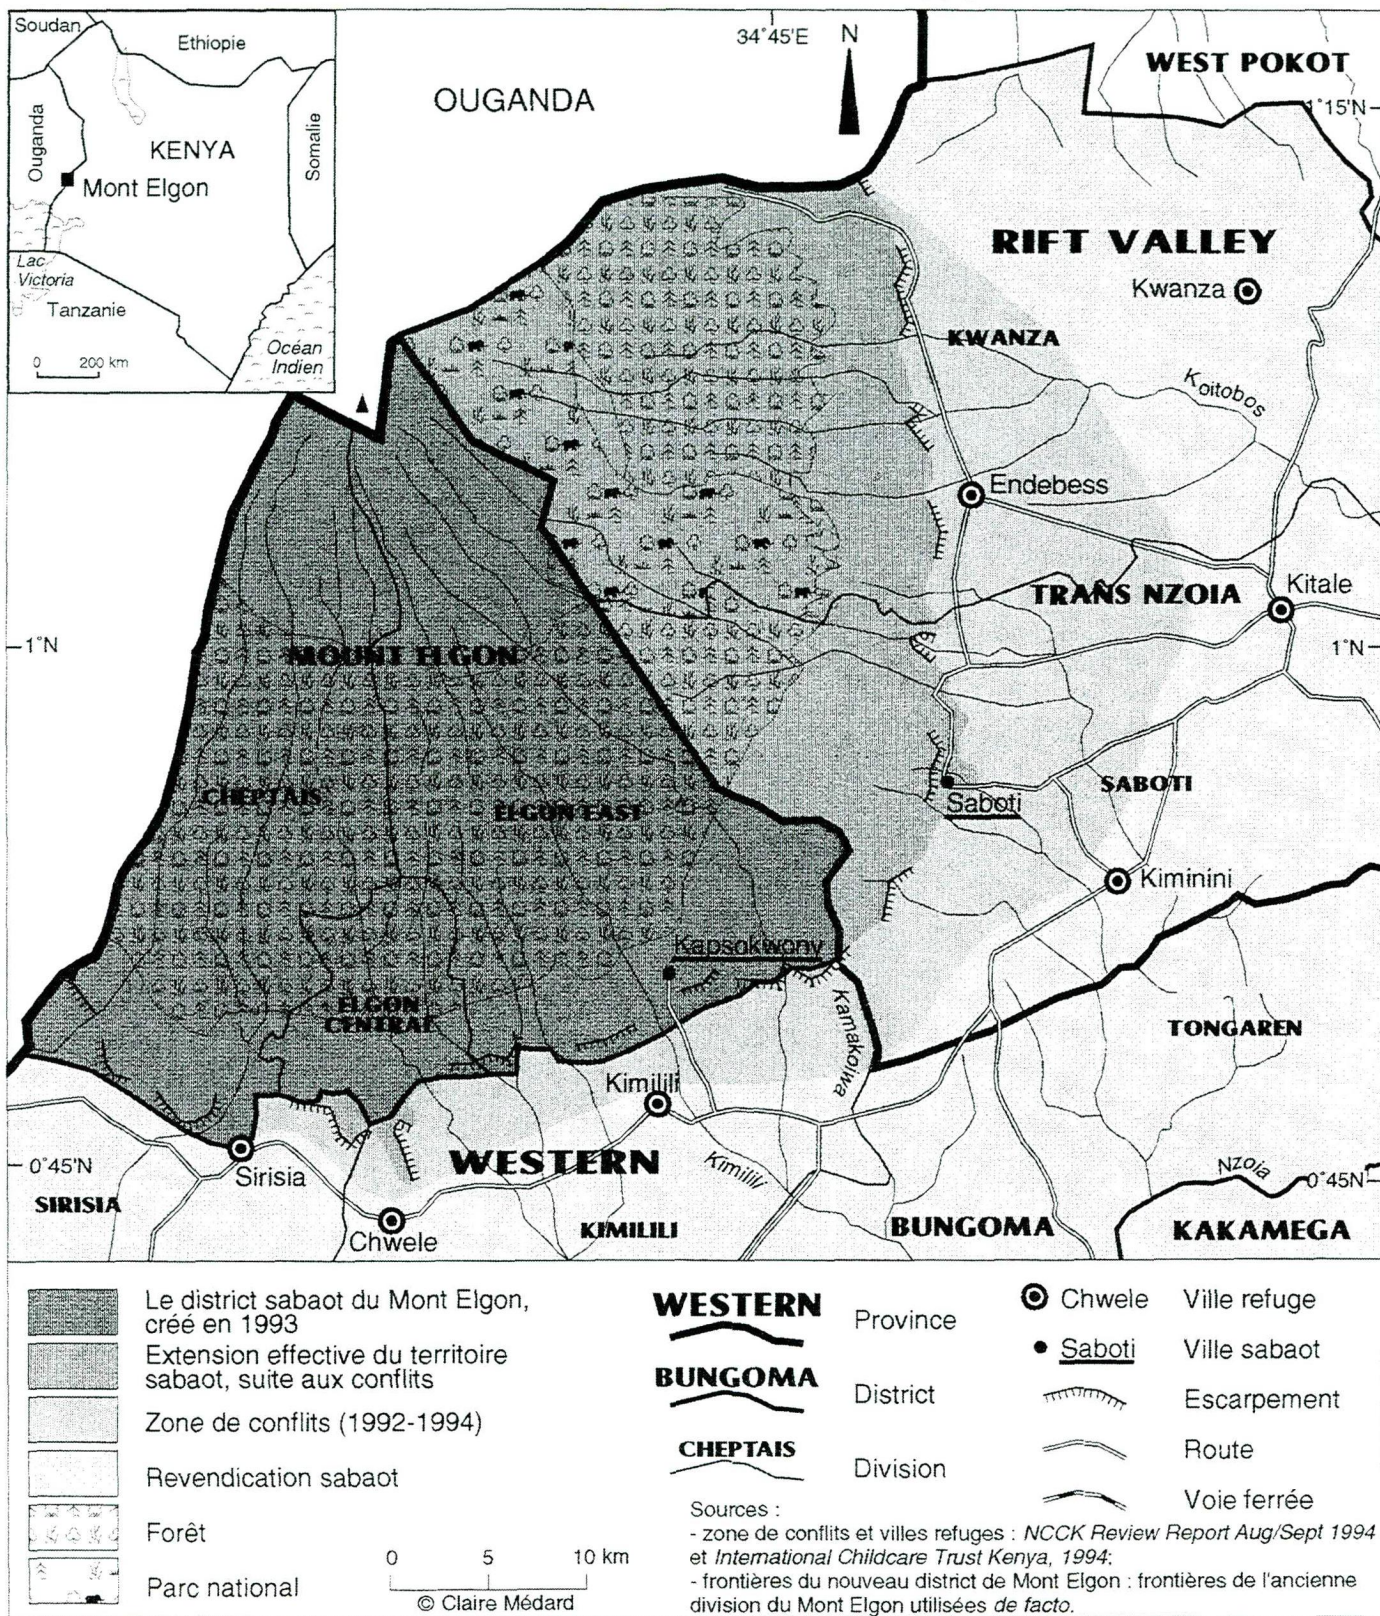 Soudan
Ethiopie
Ouganda
KENYA
Somalie
Mont Elgon
Lac
Victoria
Tanzanie
Océan
Indien
0 200 km
34°45'E
N
OUGANDA
WEST POKOT
1°15'N
RIFT VALLEY
Kwanza
KWANZA
Koitobos
Endebess
TRANS NZOIA
Kitale
1°N
1°N
MOUNT ELGON
CHEPTAIS
ELGON EAST
Saboti
SABOTI
Kiminini
Kapsokwony
ELGON
CENTRAL
Kamakoiwa
TONGAREN
Kimilili
0°45'N
Sirisia
WESTERN
Kimilili
Nzoia
0°45'N
SIRISIA
Chwele
KIMILILI
BUNGOMA
KAKAMEGA
Le district sabaot du Mont Elgon,
créé en 1993
Extension effective du territoire
sabaot, suite aux conflits
Zone de conflits (1992-1994)
Revendication sabaot
Forêt
Parc national
0 5 10 km
© Claire Médard
WESTERN Province
BUNGOMA District
CHEPTAIS Division
Chwele Ville refuge
Saboti Ville sabaot
Escarpement
Route
Voie ferrée
Sources :
- zone de conflits et villes refuges : NCCK Review Report Aug/Sept 1994
et International Childcare Trust Kenya, 1994;
- frontières du nouveau district de Mont Elgon : frontières de l'ancienne
division du Mont Elgon utilisées de facto.